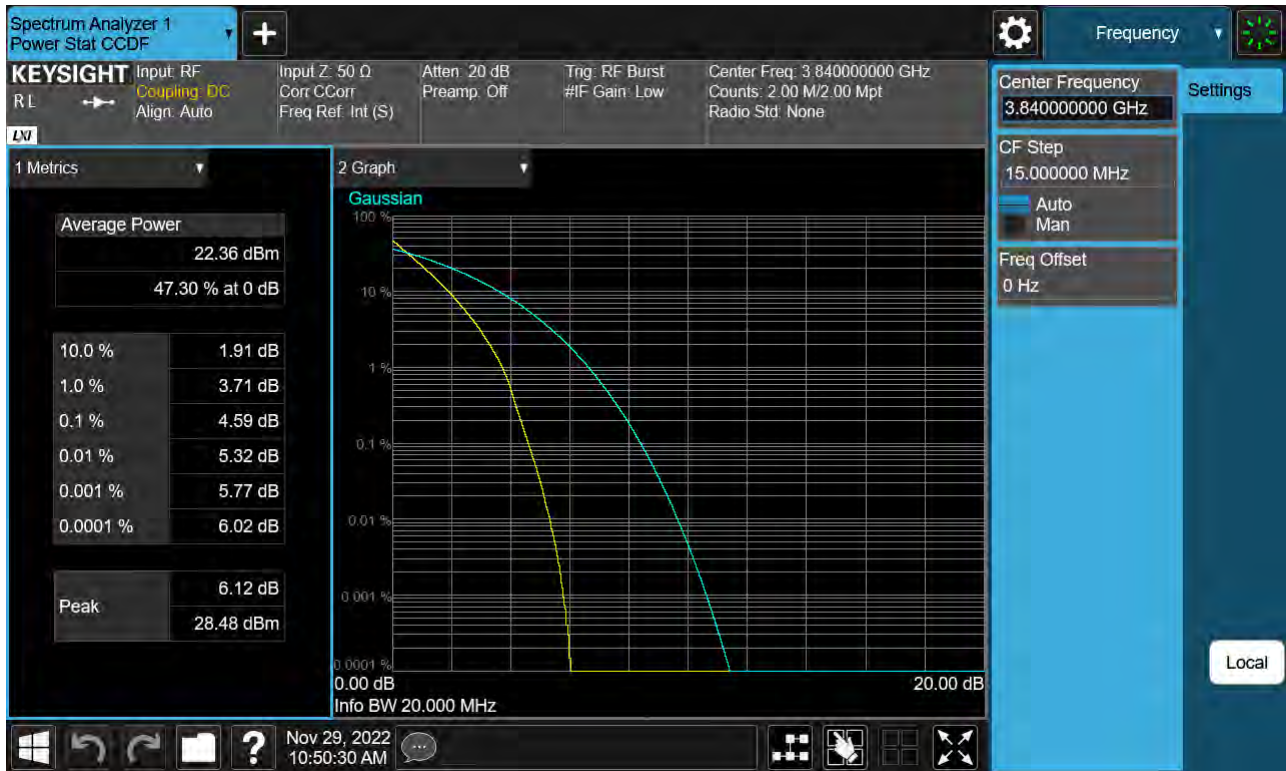 Spectrum Analyzer 1
Power Stat CCDF
+
Frequency
KEYSIGHT
RL
LXI
Input: RF
Coupling: DC
Align: Auto
Input Z: 50 Ω
Corr CCorr
Freq Ref: Int (S)
Atten: 20 dB
Preamp: Off
Trig: RF Burst
#IF Gain: Low
Center Freq: 3.840000000 GHz
Counts: 2.00 M/2.00 Mpt
Radio Std: None
Center Frequency
3.840000000 GHz
Settings
CF Step
15.000000 MHz
Auto
Man
Freq Offset
0 Hz
Local
1 Metrics
Average Power
22.36 dBm
47.30 % at 0 dB
10.0 % 1.91 dB
1.0 % 3.71 dB
0.1 % 4.59 dB
0.01 % 5.32 dB
0.001 % 5.77 dB
0.0001 % 6.02 dB
Peak
6.12 dB
28.48 dBm
2 Graph
Gaussian
100 %
10 %
1 %
0.1 %
0.01 %
0.001 %
0.0001 %
0.00 dB 20.00 dB
Info BW 20.000 MHz
?
Nov 29, 2022
10:50:30 AM